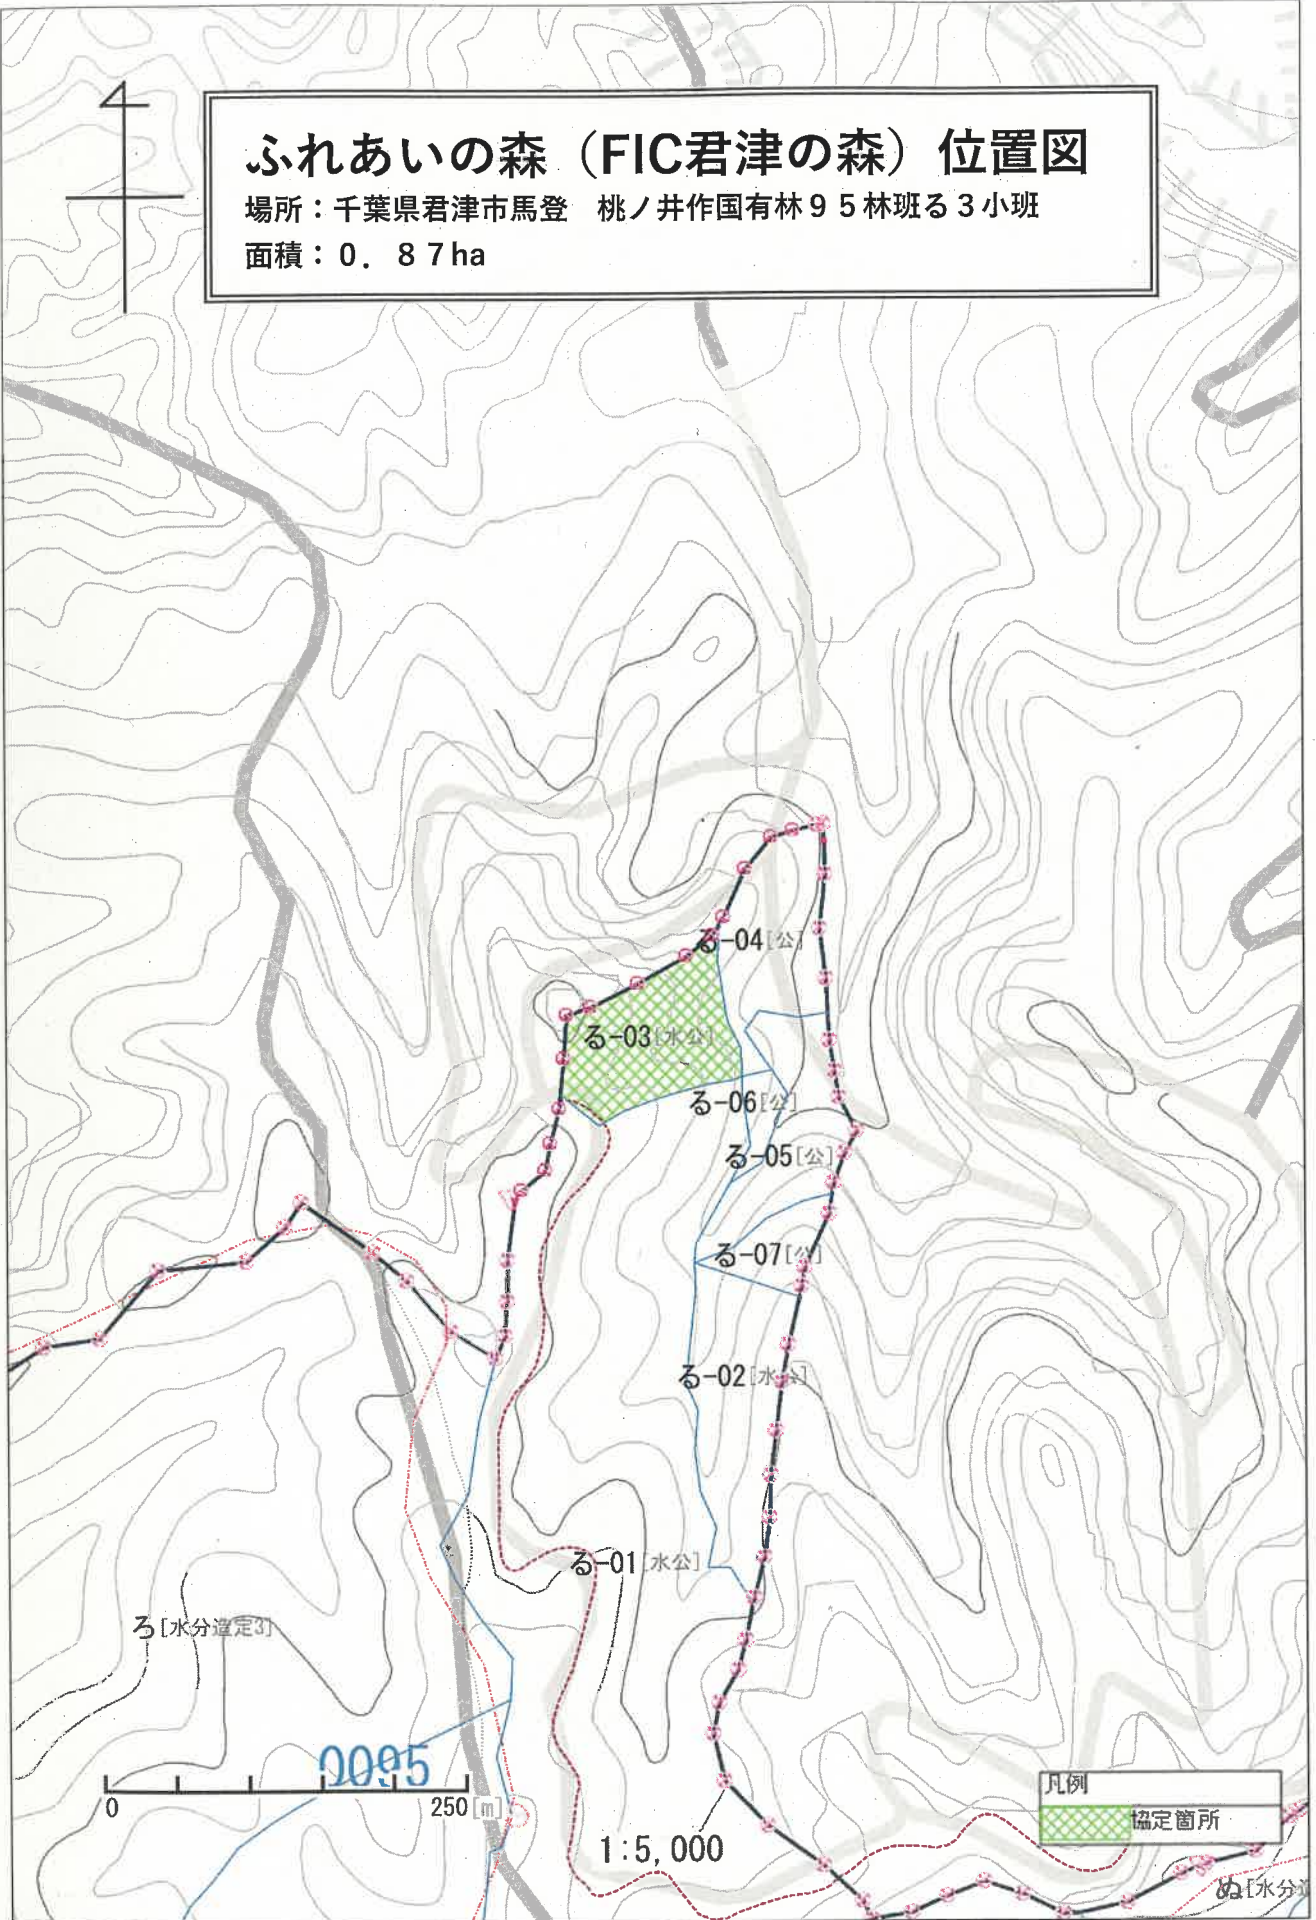 ふれあいの森（FIC君津の森）位置図
場所：千葉県君津市馬登　桃ノ井作国有林９５林班る３小班
面積：０．８７ha
る-04[公]
る-03[水公]
る-06[公]
る-05[公]
る-07[公]
る-02[水公]
る-01[水公]
ろ[水分造定3]
0095
0 250[m]
1:5,000
凡例
協定箇所
ぬ[水分